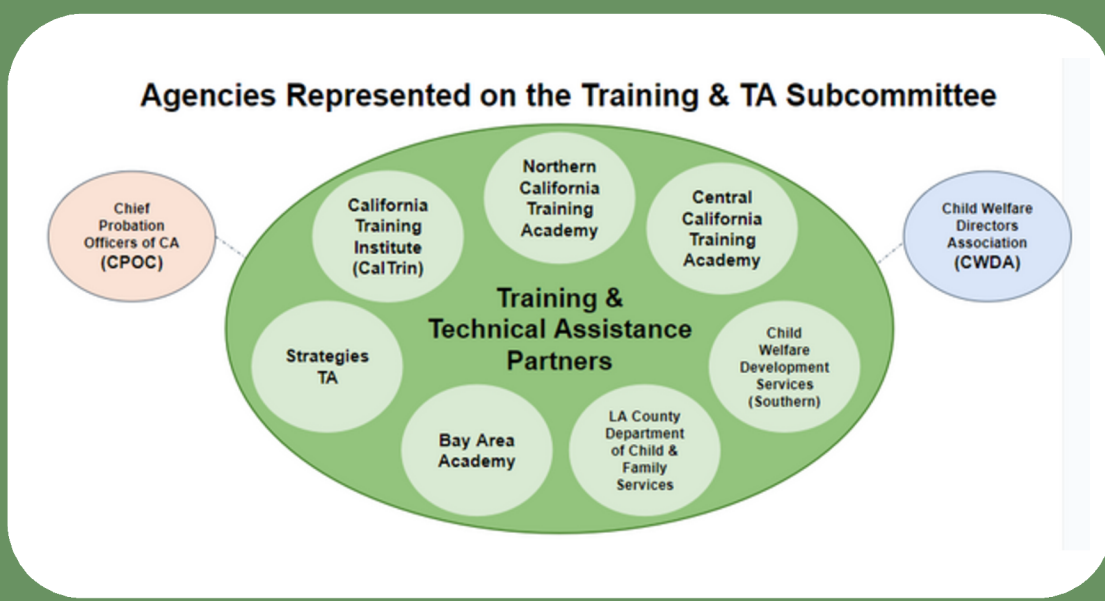 Agencies Represented on the Training & TA Subcommittee
Chief
Probation
Officers of CA
(CPOC)
California
Training
Institute
(CalTrin)
Northern
California
Training
Academy
Central
California
Training
Academy
Child Welfare
Directors
Association
(CWDA)
Training &
Technical Assistance
Partners
Strategies
TA
Bay Area
Academy
LA County
Department
of Child &
Family
Services
Child
Welfare
Development
Services
(Southern)